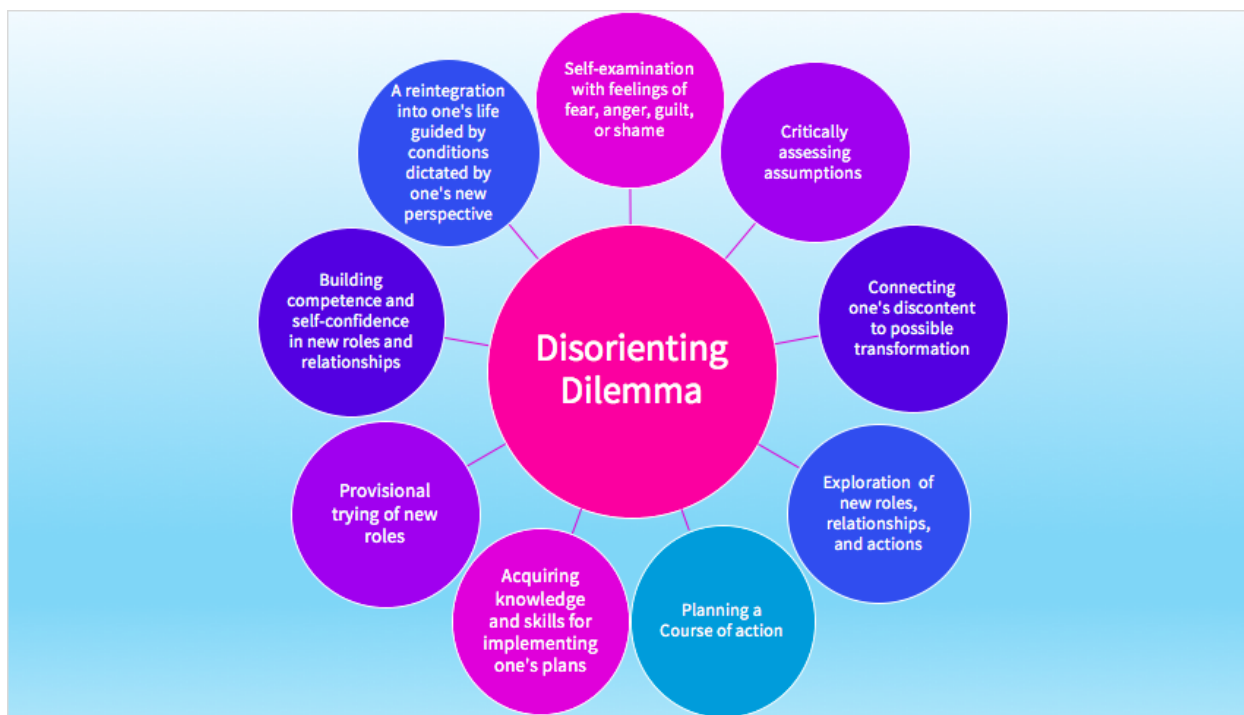 Self-examination
with feelings of
fear, anger, guilt,
or shame
Critically
assessing
assumptions
Connecting
one's discontent
to possible
transformation
Exploration of
new roles,
relationships,
and actions
Planning a
Course of action
Acquiring
knowledge
and skills for
implementing
one's plans
Provisional
trying of new
roles
Building
competence and
self-confidence
in new roles and
relationships
A reintegration
into one's life
guided by
conditions
dictated by
one's new
perspective
Disorienting
Dilemma